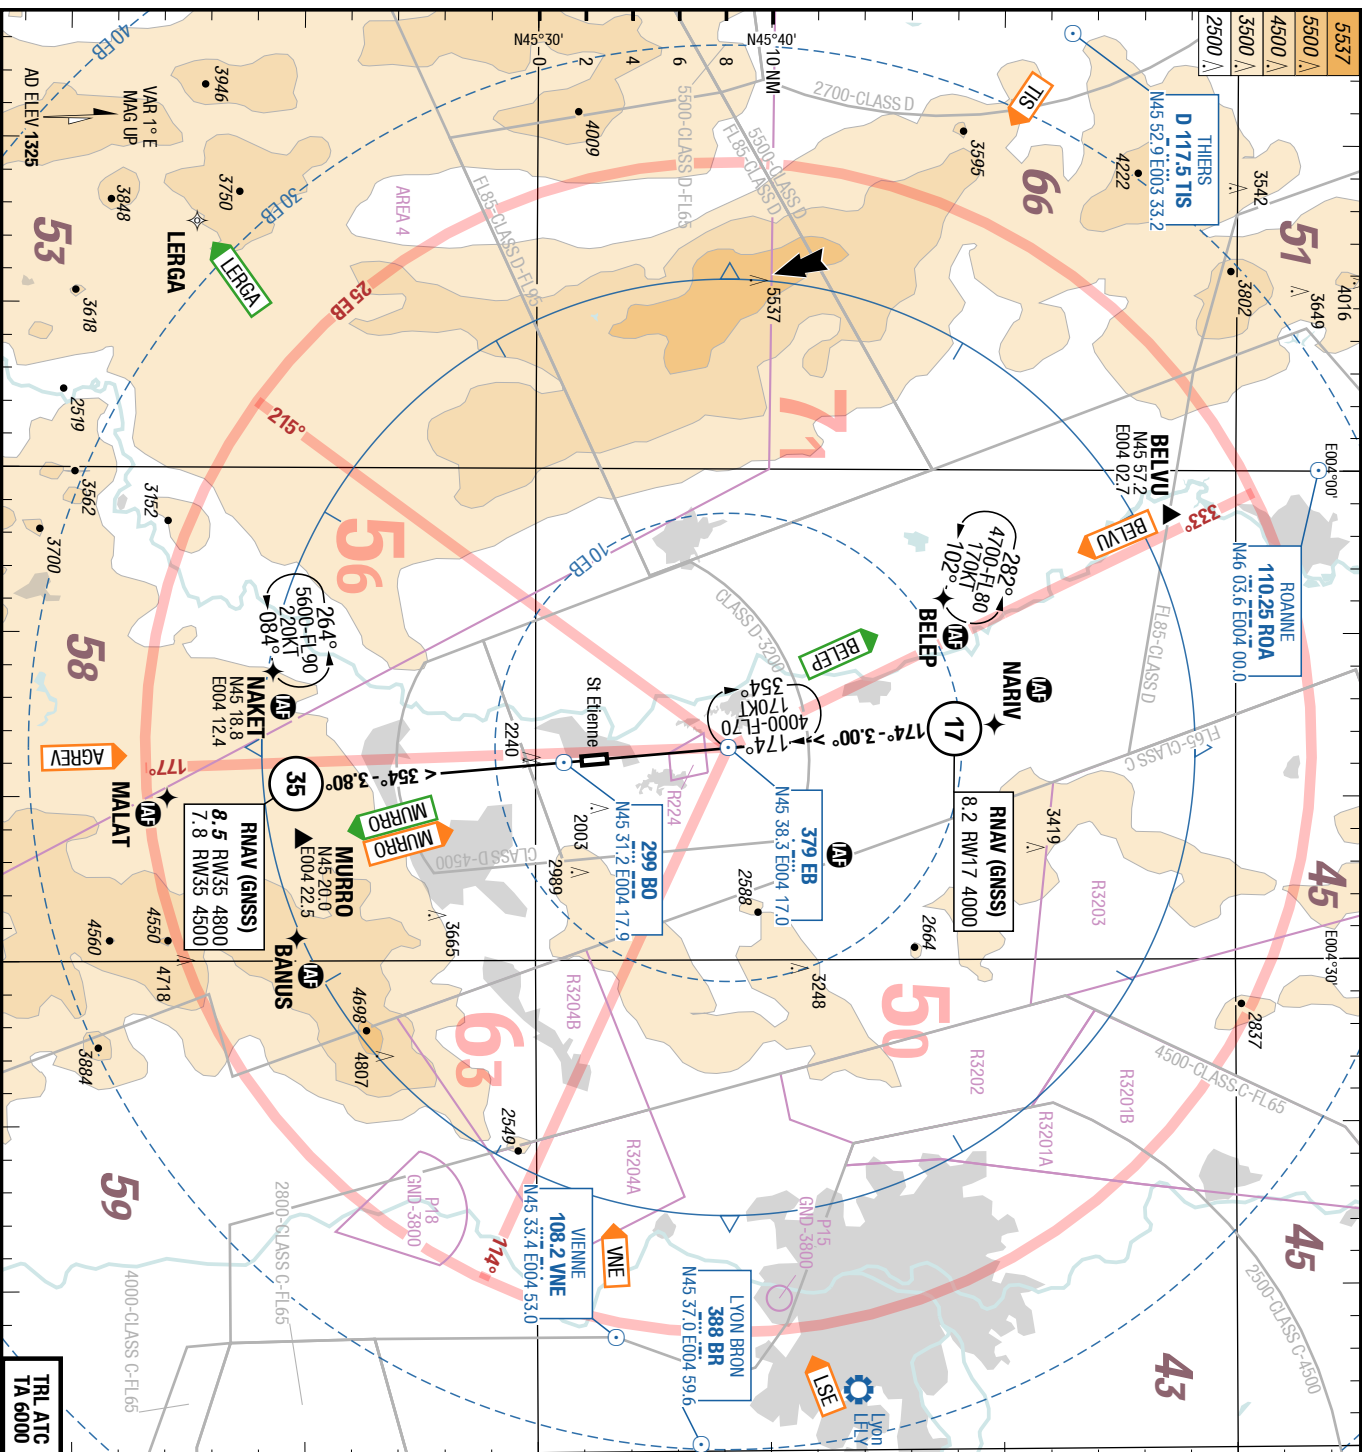 5537
5500
4500
3500
2500
N45°30'
N45°40'
0
2
4
6
8
10 NM
40 EB
30 EB
25 EB
10 EB
VAR 1° E
MAG UP
AD ELEV 1325
3946
3750
3848
4009
3595
4222
3542
3802
3649
4016
5537
53
66
51
71
56
58
63
50
45
45
43
59
TIS
THIERS
D 117.5 TIS
N45 52.9 E003 33.2
2700-CLASS D
5500-CLASS D
FL85-CLASS D
5500-CLASS D-FL65
FL85-CLASS D-FL95
AREA 4
LERGA
LERGA
3618
2519
3562
3700
3152
215°
333°
177°
114°
E004°00'
E004°30'
BELVU
N45 57.2
E004 02.7
BELVU
ROANNE
110.25 ROA
N46 03.6 E004 00.0
282°
4700-FL80
170KT
102°
BELEP
IAF
BELEP
NARIV
IAF
FL85-CLASS D
FL65-CLASS C
CLASS D-3200
17
174°-3.00° >
RNAV (GNSS)
8.2 RW17 4000
174°
4000-FL70
170KT
354°
379 EB
N45 38.3 E004 17.0
IAF
R224
St Etienne
2240
299 BO
N45 31.2 E004 17.9
2003
2989
2588
2664
3419
3248
264°
5600-FL90
220KT
084°
NAKET
N45 18.8
E004 12.4
IAF
35
< 354°-3.80°
RNAV (GNSS)
8.5 RW35 4800
7.8 RW35 4500
AGREV
MALAT
IAF
MURRO
MURRO
MURRO
N45 20.0
E004 22.5
CLASS D-4500
BANUS
IAF
3665
4550
4560
4718
4698
4807
3884
2549
2837
R3203
R3204B
R3202
R3201B
R3201A
R3204A
4500-CLASS C-FL65
2500-CLASS C-4500
P18
GND-3800
P15
GND-3800
2800-CLASS C-FL65
4000-CLASS C-FL65
VIENNE
108.2 VNE
N45 33.4 E004 53.0
VNE
LYON BRON
388 BR
N45 37.0 E004 59.6
LSE
Lyon
LFLY
TRL ATC
TA 6000